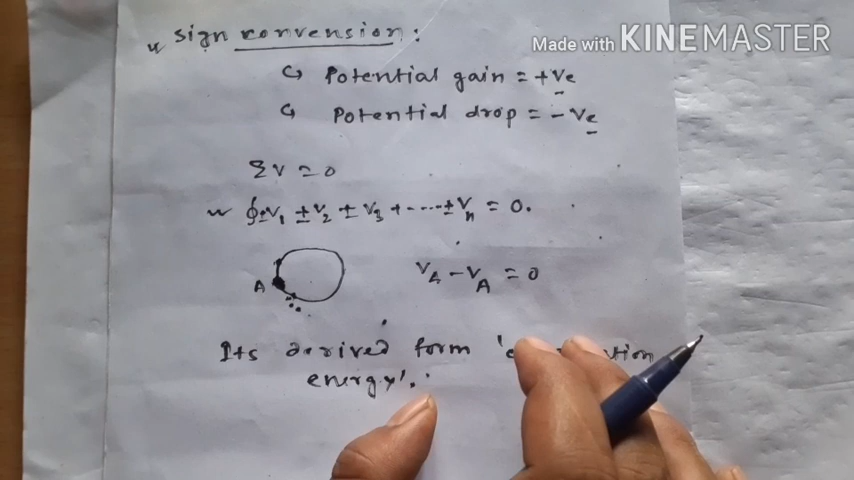 Made with KINEMASTER
sign convension:
Potential gain = +Ve
Potential drop = -Ve
ΣV = 0
∮±V1 ±V2 ± V3 +----±Vn = 0.
A
VA - VA = 0
Its derived form
energy'.